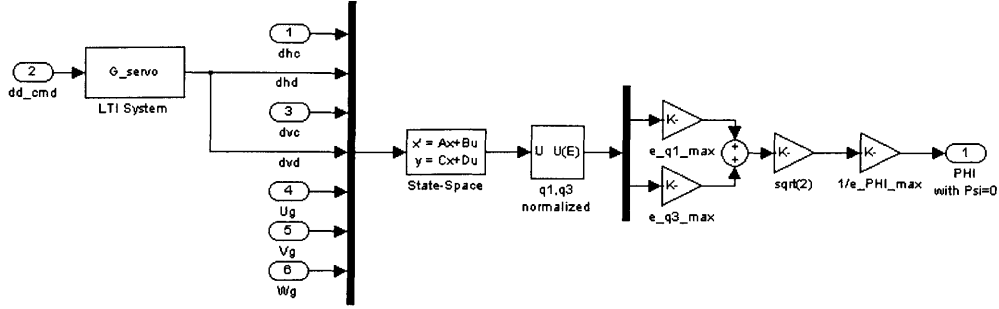 1
dhc
2
dd_cmd
G_servo
LTI System
dhd
3
dvc
dvd
4
Ug
5
Vg
6
Wg
x' = Ax+Bu
y = Cx+Du
State-Space
U U(E)
q1,q3
normalized
K-
e_q1_max
K-
e_q3_max
+
+
K-
sqrt(2)
K-
1/e_PHI_max
1
PHI
with Psi=0